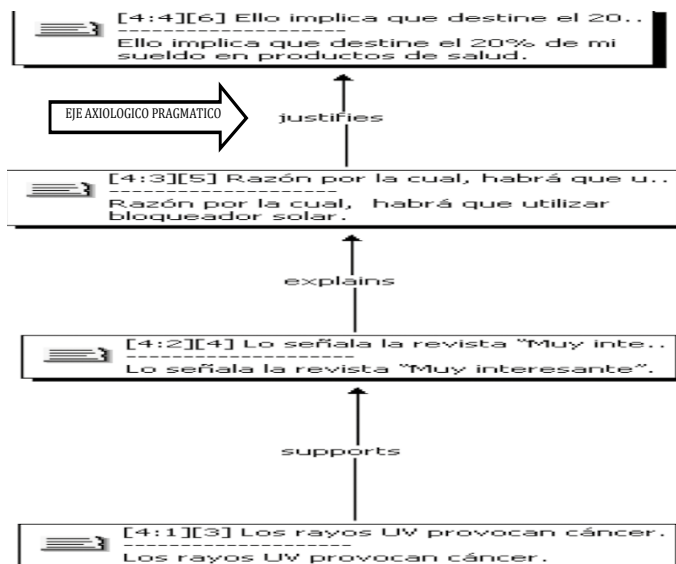 [4:4][6] Ello implica que destine el 20..
--------------------
Ello implica que destine el 20% de mi
sueldo en productos de salud.
EJE AXIOLOGICO PRAGMATICO
justifies
[4:3][5] Razón por la cual, habrá que u..
--------------------
Razón por la cual, habrá que utilizar
bloqueador solar.
explains
[4:2][4] Lo señala la revista "Muy inte..
--------------------
Lo señala la revista "Muy interesante".
supports
[4:1][3] Los rayos UV provocan cáncer.
--------------------
Los rayos UV provocan cáncer.